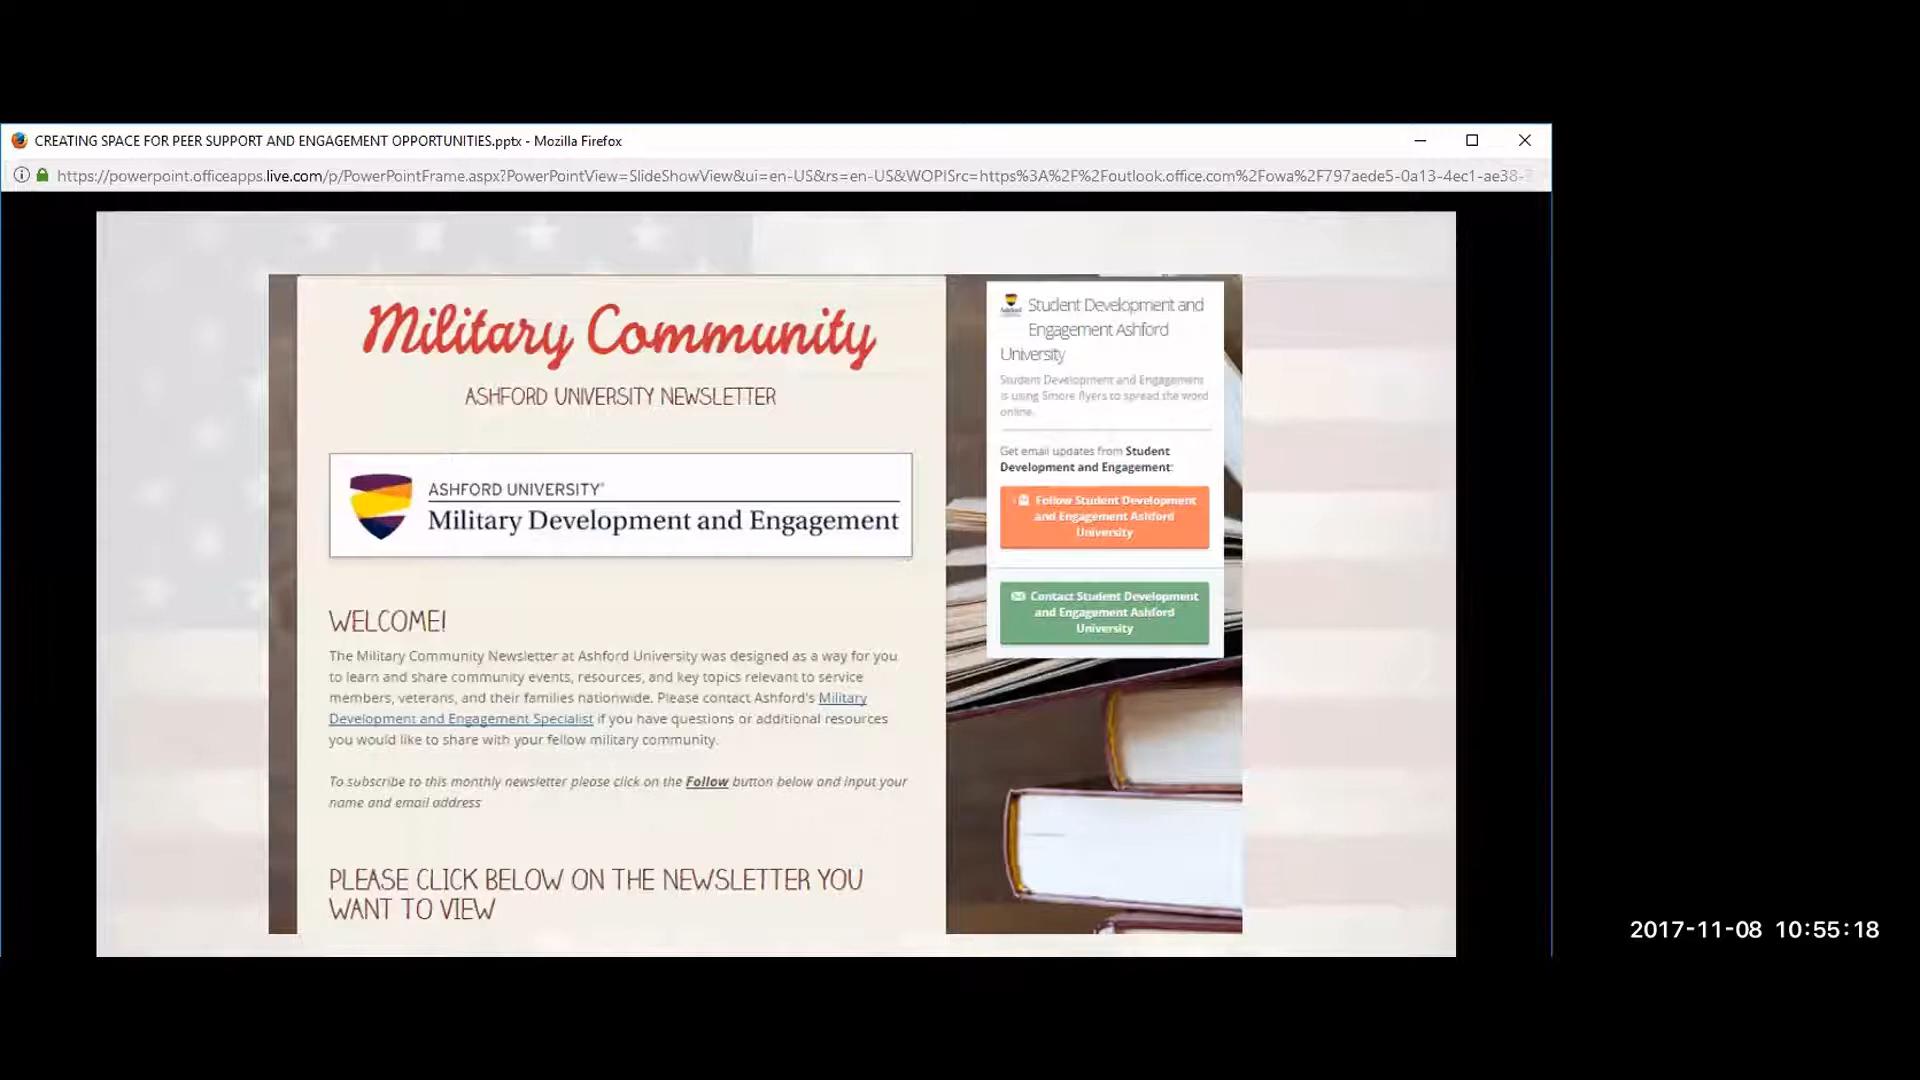 CREATING SPACE FOR PEER SUPPORT AND ENGAGEMENT OPPORTUNITIES.pptx - Mozilla Firefox
https://powerpoint.officeapps.live.com/p/PowerPointFrame.aspx?PowerPointView=SlideShowView&ui=en-US&rs=en-US&WOPISrc=https%3A%2F%2Foutlook.office.com%2Fowa%2F797aede5-0a13-4ec1-ae38-
Military Community
ASHFORD UNIVERSITY NEWSLETTER
ASHFORD UNIVERSITY®
Military Development and Engagement
WELCOME!
The Military Community Newsletter at Ashford University was designed as a way for you
to learn and share community events, resources, and key topics relevant to service
members, veterans, and their families nationwide. Please contact Ashford's Military
Development and Engagement Specialist if you have questions or additional resources
you would like to share with your fellow military community.
To subscribe to this monthly newsletter please click on the Follow button below and input your
name and email address
PLEASE CLICK BELOW ON THE NEWSLETTER YOU
WANT TO VIEW
Ashford
Student Development and
Engagement Ashford
University
Student Development and Engagement
is using Smore flyers to spread the word
online.
Get email updates from Student
Development and Engagement:
Follow Student Development
and Engagement Ashford
University
Contact Student Development
and Engagement Ashford
University
2017-11-08 10:55:18